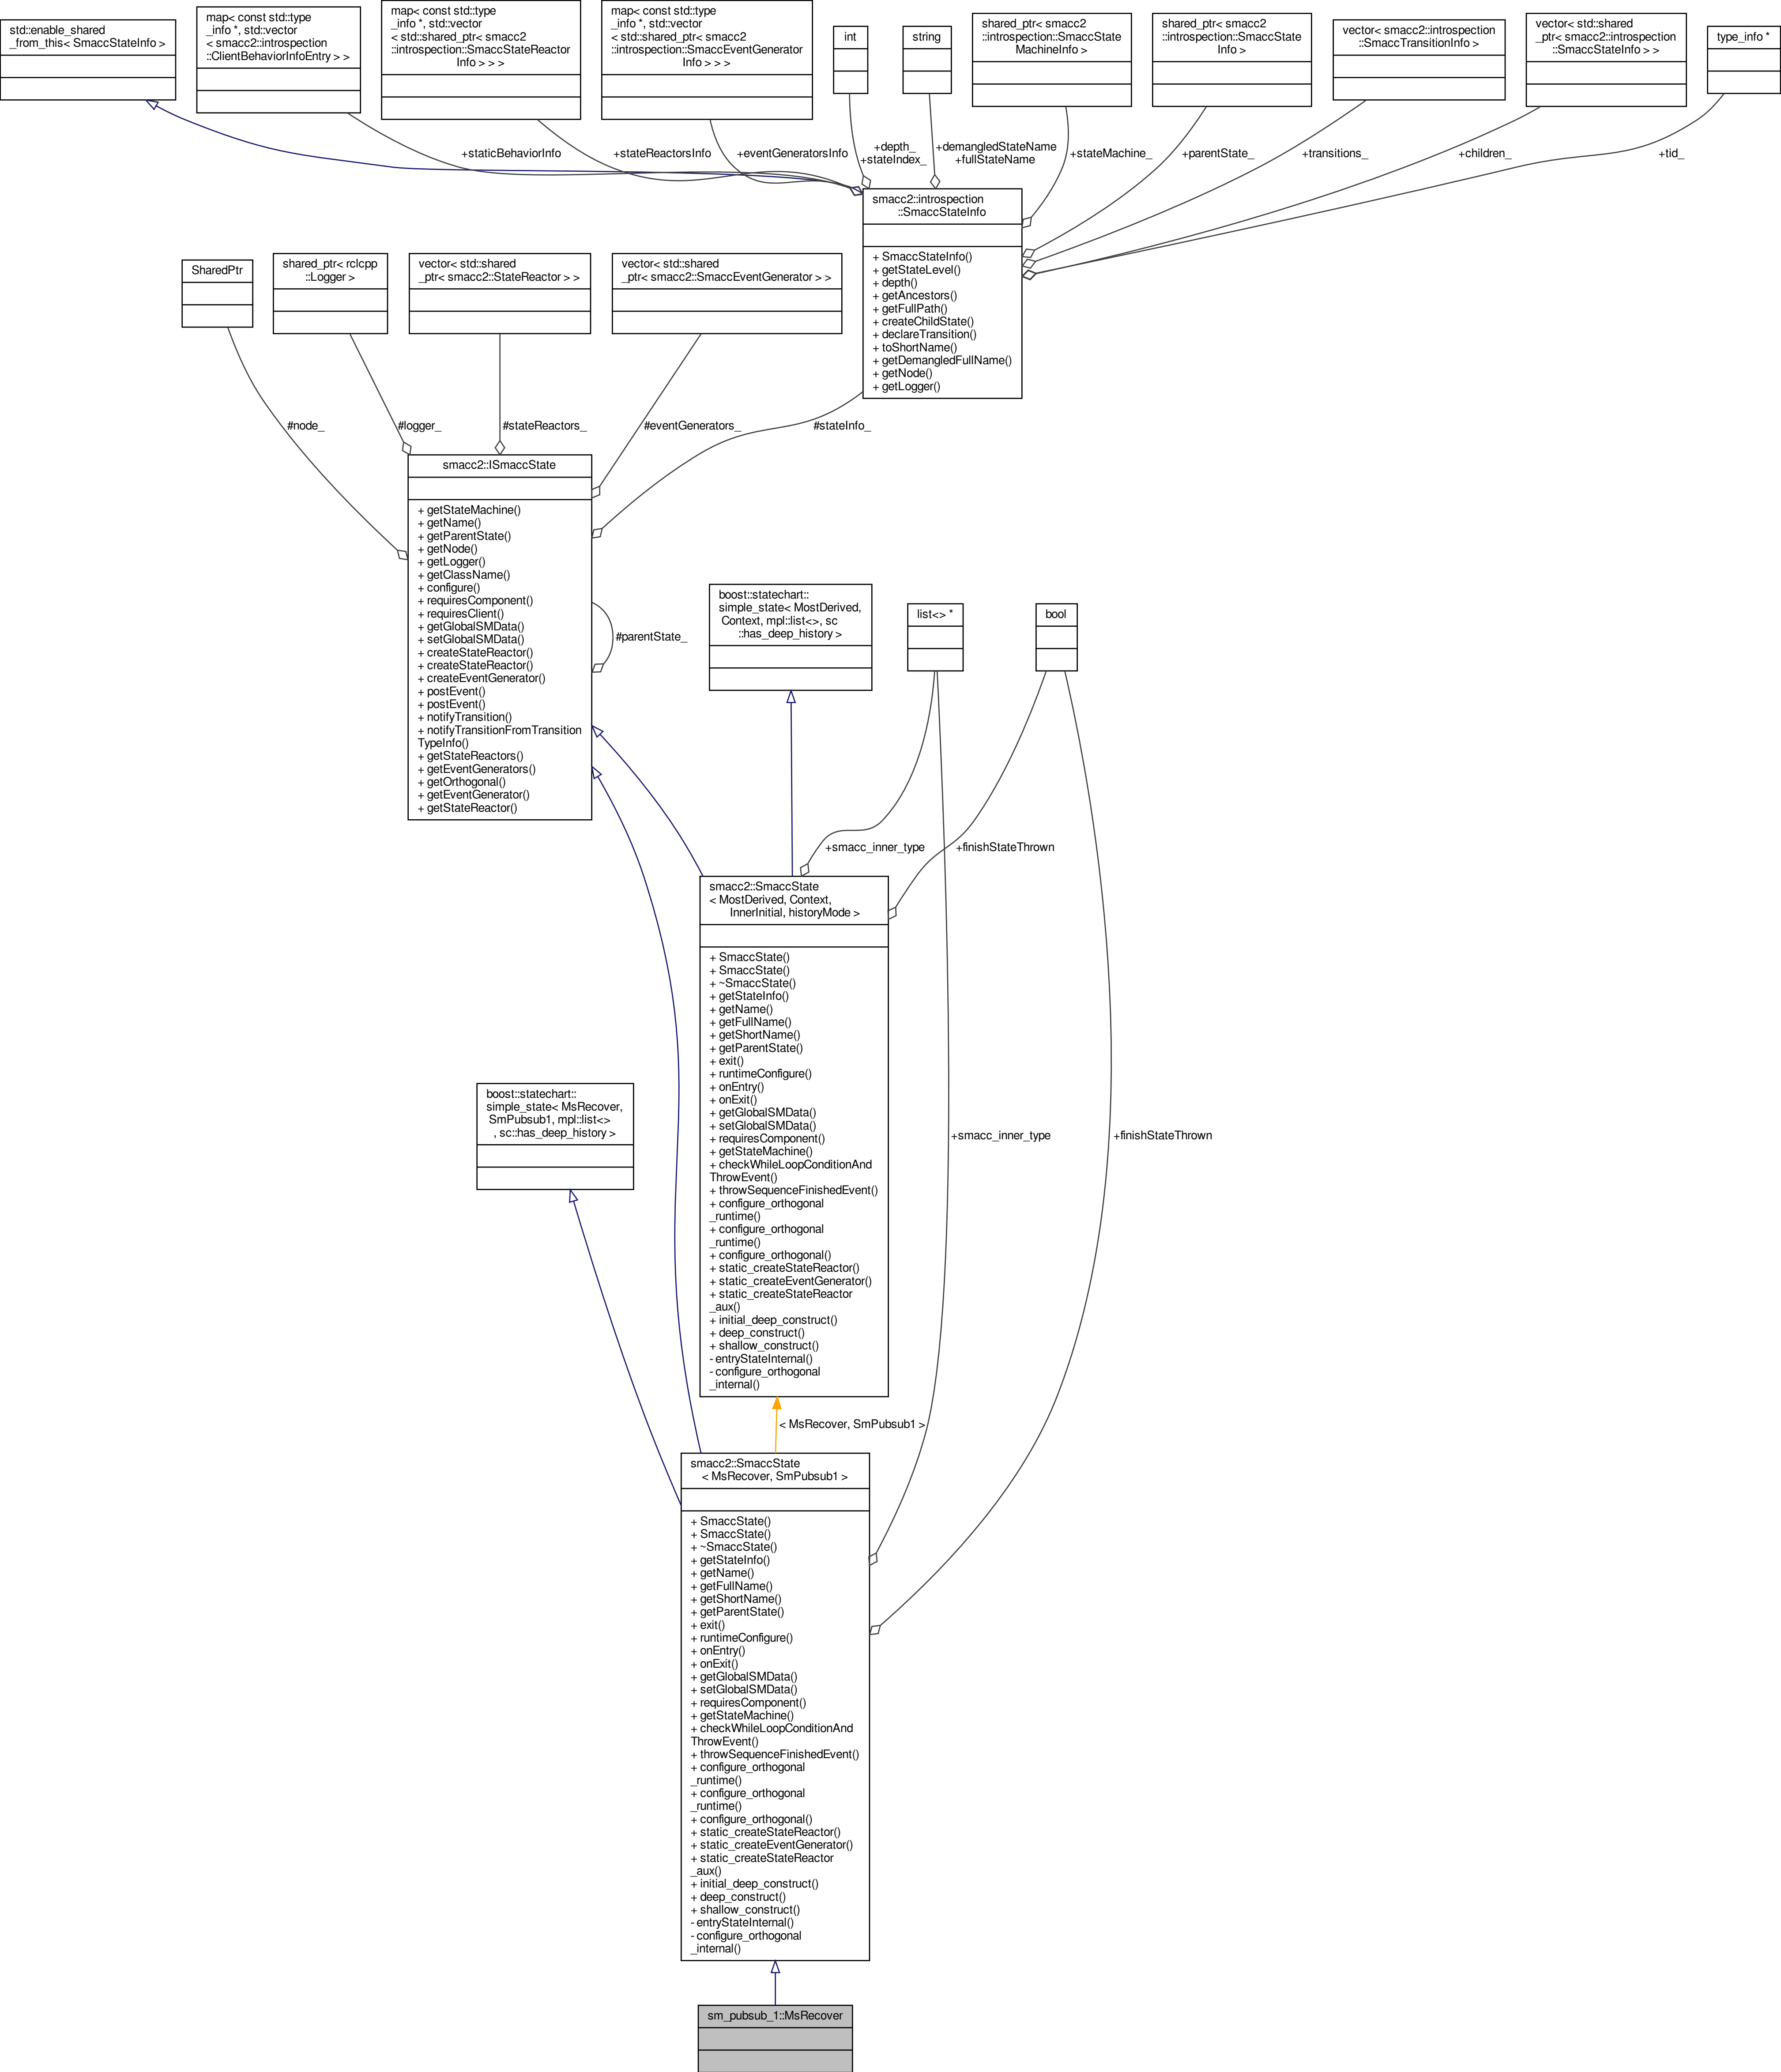 std::enable_shared
_from_this< SmaccStateInfo >
map< const std::type
_info *, std::vector
< smacc2::introspection
::ClientBehaviorInfoEntry > >
map< const std::type
_info *, std::vector
< std::shared_ptr< smacc2
::introspection::SmaccStateReactor
Info > > >
map< const std::type
_info *, std::vector
< std::shared_ptr< smacc2
::introspection::SmaccEventGenerator
Info > > >
int
string
shared_ptr< smacc2
::introspection::SmaccState
MachineInfo >
shared_ptr< smacc2
::introspection::SmaccState
Info >
vector< smacc2::introspection
::SmaccTransitionInfo >
vector< std::shared
_ptr< smacc2::introspection
::SmaccStateInfo > >
type_info *
+staticBehaviorInfo
+stateReactorsInfo
+eventGeneratorsInfo
+depth_
+stateIndex_
+demangledStateName
+fullStateName
+stateMachine_
+parentState_
+transitions_
+children_
+tid_
smacc2::introspection
::SmaccStateInfo
+ SmaccStateInfo()
+ getStateLevel()
+ depth()
+ getAncestors()
+ getFullPath()
+ createChildState()
+ declareTransition()
+ toShortName()
+ getDemangledFullName()
+ getNode()
+ getLogger()
SharedPtr
shared_ptr< rclcpp
::Logger >
vector< std::shared
_ptr< smacc2::StateReactor > >
vector< std::shared
_ptr< smacc2::SmaccEventGenerator > >
#node_
#logger_
#stateReactors_
#eventGenerators_
#stateInfo_
smacc2::ISmaccState
+ getStateMachine()
+ getName()
+ getParentState()
+ getNode()
+ getLogger()
+ getClassName()
+ configure()
+ requiresComponent()
+ requiresClient()
+ getGlobalSMData()
+ setGlobalSMData()
+ createStateReactor()
+ createStateReactor()
+ createEventGenerator()
+ postEvent()
+ postEvent()
+ notifyTransition()
+ notifyTransitionFromTransition
TypeInfo()
+ getStateReactors()
+ getEventGenerators()
+ getOrthogonal()
+ getEventGenerator()
+ getStateReactor()
#parentState_
boost::statechart::
simple_state< MostDerived,
Context, mpl::list<>, sc
::has_deep_history >
list<> *
bool
+smacc_inner_type
+finishStateThrown
smacc2::SmaccState
< MostDerived, Context,
InnerInitial, historyMode >
+ SmaccState()
+ SmaccState()
+ ~SmaccState()
+ getStateInfo()
+ getName()
+ getFullName()
+ getShortName()
+ getParentState()
+ exit()
+ runtimeConfigure()
+ onEntry()
+ onExit()
+ getGlobalSMData()
+ setGlobalSMData()
+ requiresComponent()
+ getStateMachine()
+ checkWhileLoopConditionAnd
ThrowEvent()
+ throwSequenceFinishedEvent()
+ configure_orthogonal
_runtime()
+ configure_orthogonal
_runtime()
+ configure_orthogonal()
+ static_createStateReactor()
+ static_createEventGenerator()
+ static_createStateReactor
_aux()
+ initial_deep_construct()
+ deep_construct()
+ shallow_construct()
- entryStateInternal()
- configure_orthogonal
_internal()
boost::statechart::
simple_state< MsRecover,
SmPubsub1, mpl::list<>
, sc::has_deep_history >
+smacc_inner_type
+finishStateThrown
< MsRecover, SmPubsub1 >
smacc2::SmaccState
< MsRecover, SmPubsub1 >
+ SmaccState()
+ SmaccState()
+ ~SmaccState()
+ getStateInfo()
+ getName()
+ getFullName()
+ getShortName()
+ getParentState()
+ exit()
+ runtimeConfigure()
+ onEntry()
+ onExit()
+ getGlobalSMData()
+ setGlobalSMData()
+ requiresComponent()
+ getStateMachine()
+ checkWhileLoopConditionAnd
ThrowEvent()
+ throwSequenceFinishedEvent()
+ configure_orthogonal
_runtime()
+ configure_orthogonal
_runtime()
+ configure_orthogonal()
+ static_createStateReactor()
+ static_createEventGenerator()
+ static_createStateReactor
_aux()
+ initial_deep_construct()
+ deep_construct()
+ shallow_construct()
- entryStateInternal()
- configure_orthogonal
_internal()
sm_pubsub_1::MsRecover